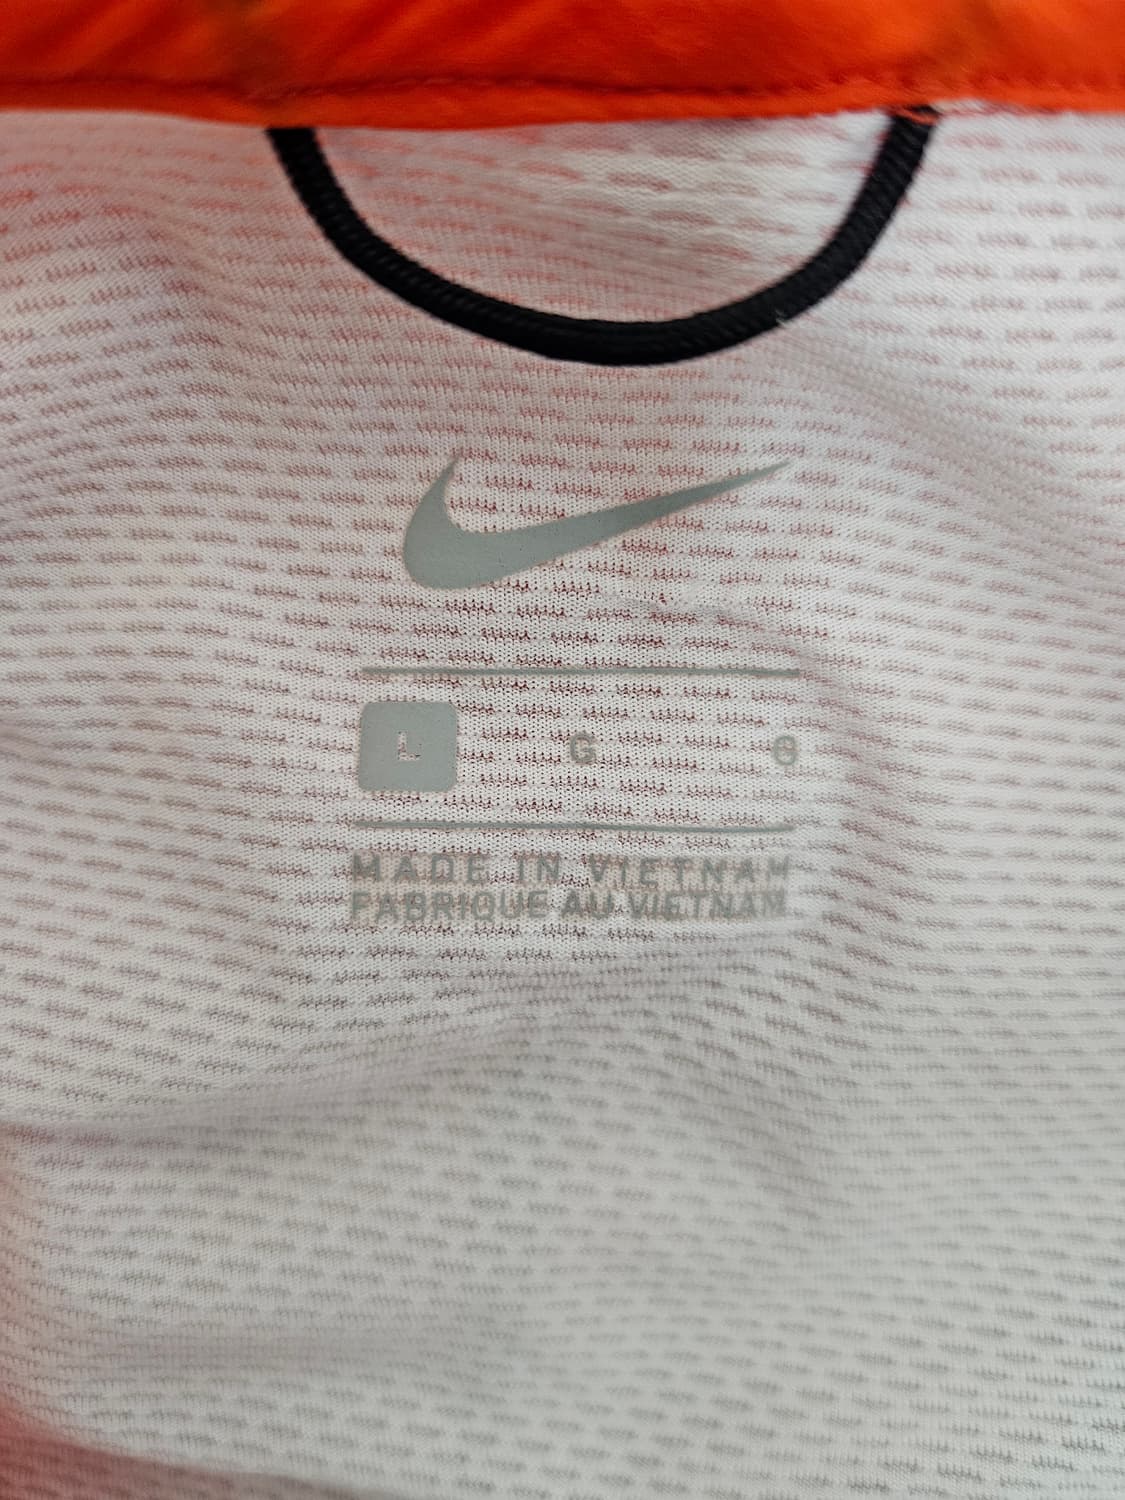 L G G
MADE IN VIETNAM
FABRIQUE AU VIETNAM